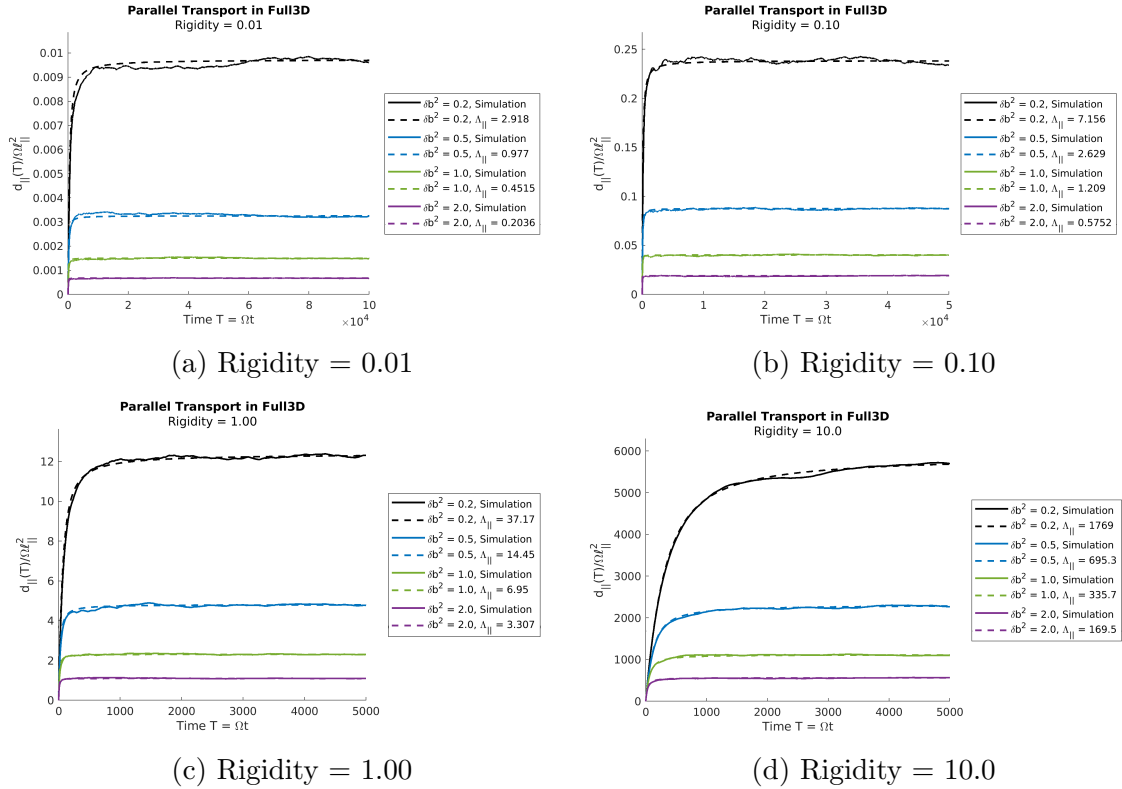 Parallel Transport in Full3D
Rigidity = 0.01
0.01
0.009
0.008
0.007
0.006
0.005
0.004
0.003
0.002
0.001
0
d||(T)/Ωℓ²||
0 2 4 6 8 10
×10⁴
Time T = Ωt
δb² = 0.2, Simulation
δb² = 0.2, Λ|| = 2.918
δb² = 0.5, Simulation
δb² = 0.5, Λ|| = 0.977
δb² = 1.0, Simulation
δb² = 1.0, Λ|| = 0.4515
δb² = 2.0, Simulation
δb² = 2.0, Λ|| = 0.2036
(a) Rigidity = 0.01
Parallel Transport in Full3D
Rigidity = 0.10
0.25
0.2
0.15
0.1
0.05
0
d||(T)/Ωℓ²||
0 1 2 3 4 5
×10⁴
Time T = Ωt
δb² = 0.2, Simulation
δb² = 0.2, Λ|| = 7.156
δb² = 0.5, Simulation
δb² = 0.5, Λ|| = 2.629
δb² = 1.0, Simulation
δb² = 1.0, Λ|| = 1.209
δb² = 2.0, Simulation
δb² = 2.0, Λ|| = 0.5752
(b) Rigidity = 0.10
Parallel Transport in Full3D
Rigidity = 1.00
12
10
8
6
4
2
0
d||(T)/Ωℓ²||
0 1000 2000 3000 4000 5000
Time T = Ωt
δb² = 0.2, Simulation
δb² = 0.2, Λ|| = 37.17
δb² = 0.5, Simulation
δb² = 0.5, Λ|| = 14.45
δb² = 1.0, Simulation
δb² = 1.0, Λ|| = 6.95
δb² = 2.0, Simulation
δb² = 2.0, Λ|| = 3.307
(c) Rigidity = 1.00
Parallel Transport in Full3D
Rigidity = 10.0
6000
5000
4000
3000
2000
1000
0
d||(T)/Ωℓ²||
0 1000 2000 3000 4000 5000
Time T = Ωt
δb² = 0.2, Simulation
δb² = 0.2, Λ|| = 1769
δb² = 0.5, Simulation
δb² = 0.5, Λ|| = 695.3
δb² = 1.0, Simulation
δb² = 1.0, Λ|| = 335.7
δb² = 2.0, Simulation
δb² = 2.0, Λ|| = 169.5
(d) Rigidity = 10.0